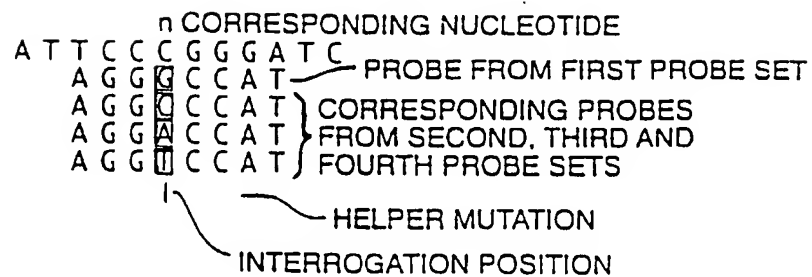 n CORRESPONDING NUCLEOTIDE
A T T C C C G G G A T C
A G G G C C A T PROBE FROM FIRST PROBE SET
A G G C C C A T CORRESPONDING PROBES
A G G A C C A T FROM SECOND, THIRD AND
A G G T C C A T FOURTH PROBE SETS
I
HELPER MUTATION
INTERROGATION POSITION